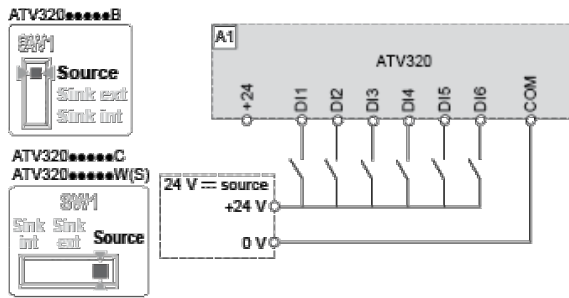 ATV320●●●●●B
SW1
Source
Sink ext
Sink int
ATV320●●●●●C
ATV320●●●●●W(S)
SW1
Sink int
Sink ext
Source
A1
ATV320
+24
DI1
DI2
DI3
DI4
DI5
DI6
COM
24 V ⎓ source
+24 V
0 V